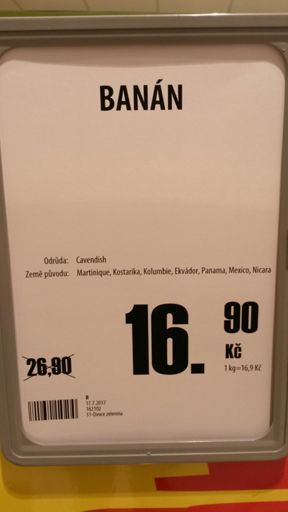 BANÁN
Odrůda: Cavendish
Země původu: Martinique, Kostarika, Kolumbie, Ekvádor, Panama, Mexico, Nicara
16. 90
Kč
26,90
1 kg=16,9 Kč
R
17.7.2017
162102
11-Ovoce zelenina